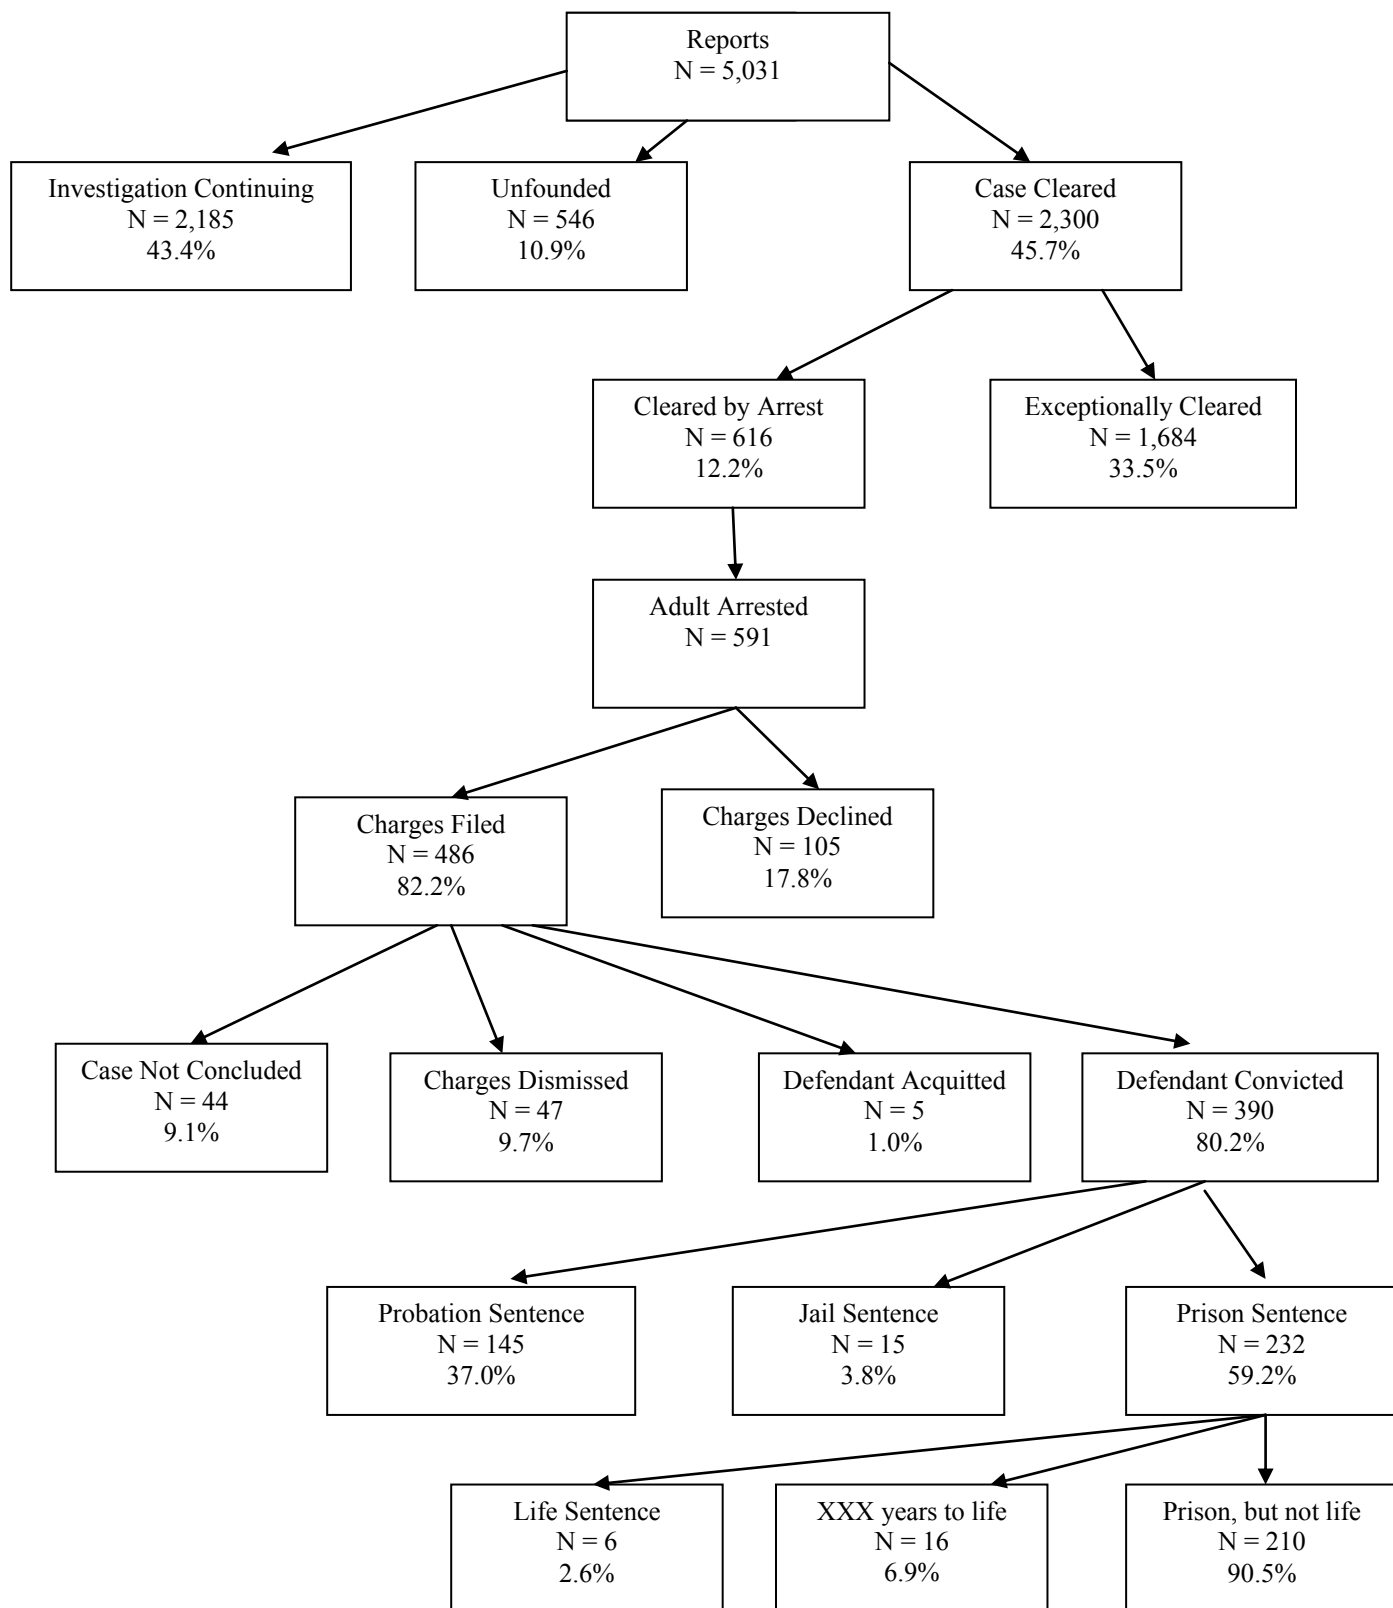 Reports
N = 5,031
Investigation Continuing
N = 2,185
43.4%
Unfounded
N = 546
10.9%
Case Cleared
N = 2,300
45.7%
Cleared by Arrest
N = 616
12.2%
Exceptionally Cleared
N = 1,684
33.5%
Adult Arrested
N = 591
Charges Filed
N = 486
82.2%
Charges Declined
N = 105
17.8%
Case Not Concluded
N = 44
9.1%
Charges Dismissed
N = 47
9.7%
Defendant Acquitted
N = 5
1.0%
Defendant Convicted
N = 390
80.2%
Probation Sentence
N = 145
37.0%
Jail Sentence
N = 15
3.8%
Prison Sentence
N = 232
59.2%
Life Sentence
N = 6
2.6%
XXX years to life
N = 16
6.9%
Prison, but not life
N = 210
90.5%